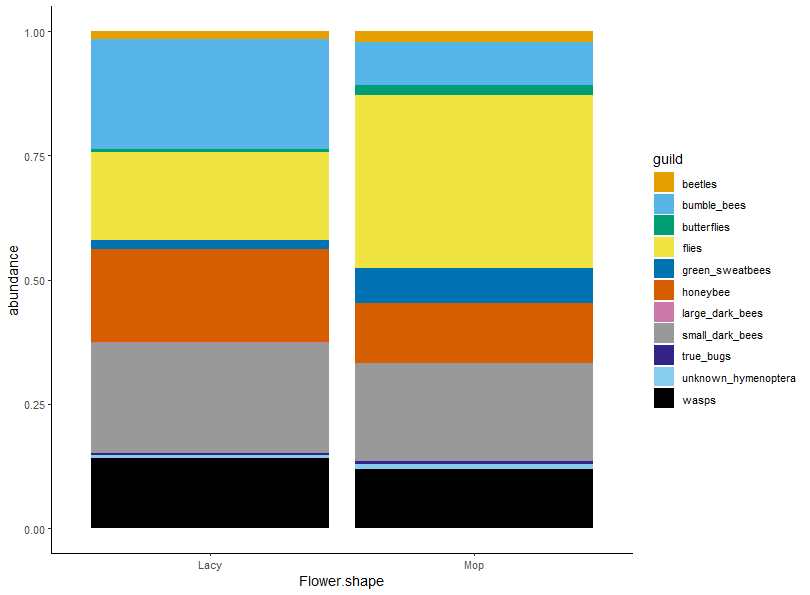 1.00
0.75
0.50
0.25
0.00
abundance
Lacy
Mop
Flower.shape
guild
beetles
bumble_bees
butterflies
flies
green_sweatbees
honeybee
large_dark_bees
small_dark_bees
true_bugs
unknown_hymenoptera
wasps